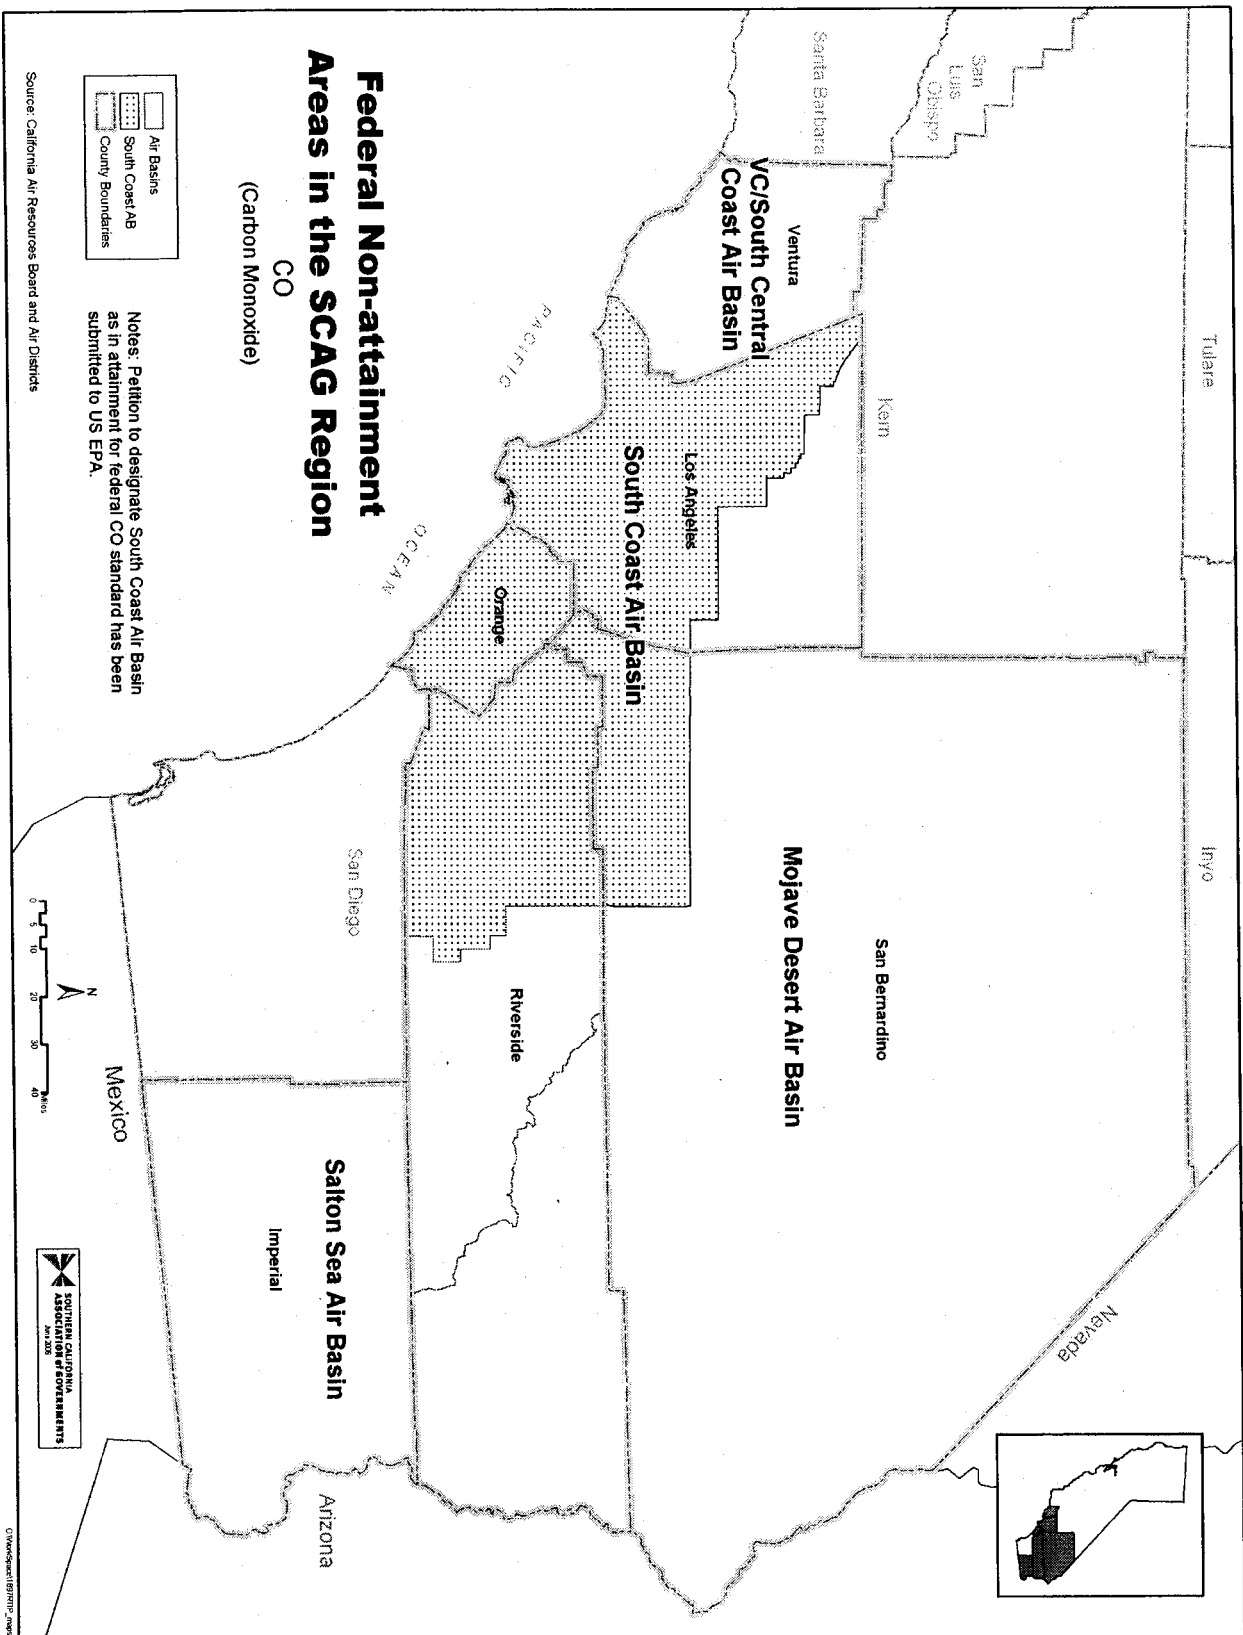 Federal Non-attainment
Areas in the SCAG Region
CO
(Carbon Monoxide)
Air Basins
South Coast AB
County Boundaries
Notes: Petition to designate South Coast Air Basin
as in attainment for federal CO standard has been
submitted to US EPA.
Source: California Air Resources Board and Air Districts
San
Luis
Obispo
Santa Barbara
Ventura
VC/South Central
Coast Air Basin
Tulare
Kern
Inyo
Los Angeles
South Coast Air Basin
Orange
PACIFIC
OCEAN
San Bernardino
Mojave Desert Air Basin
Riverside
San Diego
Imperial
Salton Sea Air Basin
Nevada
Arizona
Mexico
N
0 5 10 20 30 40 Miles
SOUTHERN CALIFORNIA
ASSOCIATION of GOVERNMENTS
June 2006